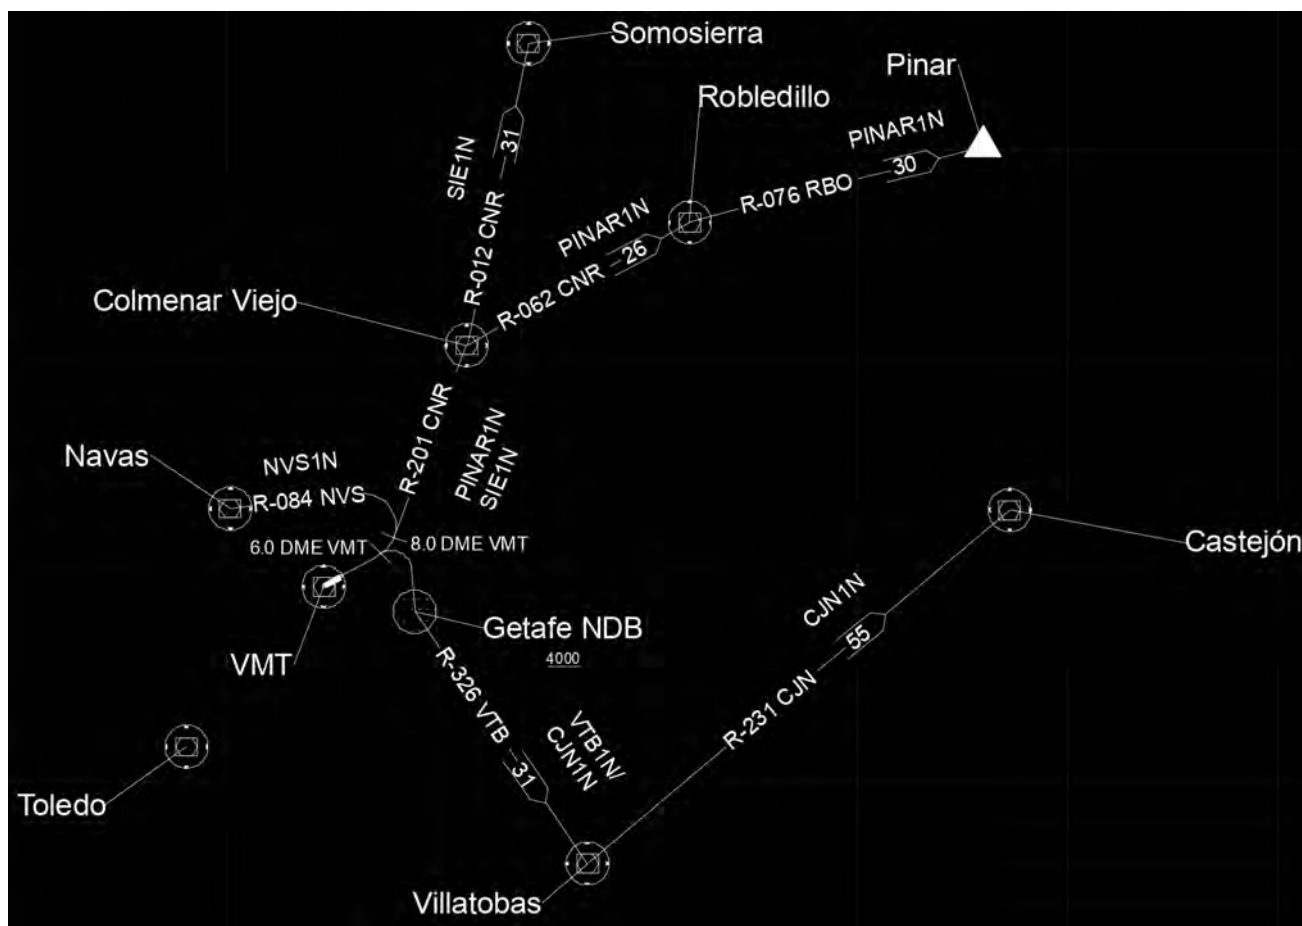 Somosierra
Pinar
Robledillo
PINAR1N
SIE1N
31
30
R-076 RBO
PINAR1N
26
R-012 CNR
R-062 CNR
Colmenar Viejo
R-201 CNR
PINAR1N
SIE1N
Navas
NVS1N
R-084 NVS
6.0 DME VMT
8.0 DME VMT
Castejón
CJN1N
55
Getafe NDB
4000
VMT
R-326 VTB
R-231 CJN
VTB1N/
CJN1N
31
Toledo
Villatobas